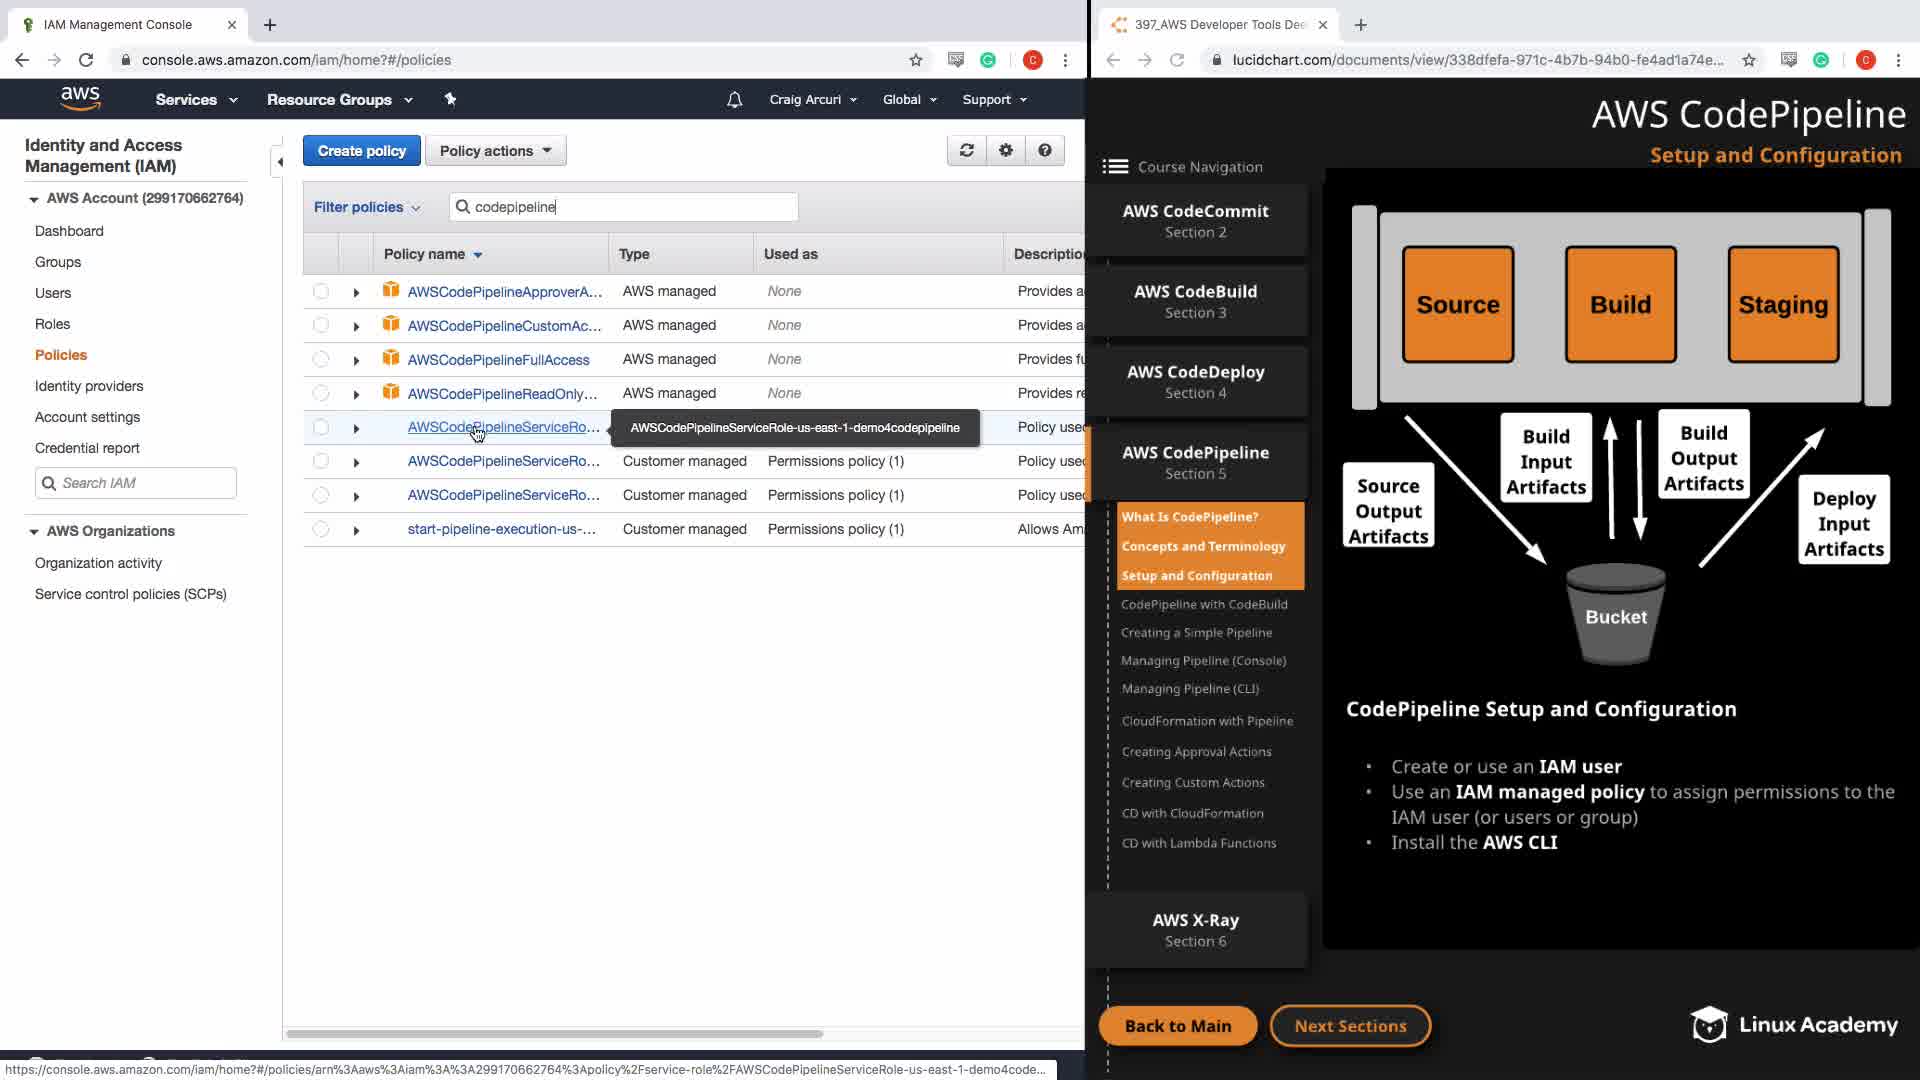 IAM Management Console
console.aws.amazon.com/iam/home?#/policies
C
aws
Services
Resource Groups
Craig Arcuri
Global
Support
Identity and Access
Management (IAM)
AWS Account (299170662764)
Dashboard
Groups
Users
Roles
Policies
Identity providers
Account settings
Credential report
Search IAM
AWS Organizations
Organization activity
Service control policies (SCPs)
Create policy
Policy actions
Filter policies
codepipeline
Policy name Type Used as Descriptio
AWSCodePipelineApproverA... AWS managed None Provides a
AWSCodePipelineCustomAc... AWS managed None Provides a
AWSCodePipelineFullAccess AWS managed None Provides fu
AWSCodePipelineReadOnly... AWS managed None Provides re
AWSCodePipelineServiceRo... AWSCodePipelineServiceRole-us-east-1-demo4codepipeline Policy used
AWSCodePipelineServiceRo... Customer managed Permissions policy (1) Policy used
AWSCodePipelineServiceRo... Customer managed Permissions policy (1) Policy used
start-pipeline-execution-us-... Customer managed Permissions policy (1) Allows Am
https://console.aws.amazon.com/iam/home?#/policies/arn%3Aaws%3Aiam%3A%3A299170662764%3Apolicy%2Fservice-role%2FAWSCodePipelineServiceRole-us-east-1-demo4code...
397_AWS Developer Tools Dee
lucidchart.com/documents/view/338dfefa-971c-4b7b-94b0-fe4ad1a74e...
C
AWS CodePipeline
Setup and Configuration
Course Navigation
AWS CodeCommit
Section 2
AWS CodeBuild
Section 3
AWS CodeDeploy
Section 4
AWS CodePipeline
Section 5
What Is CodePipeline?
Concepts and Terminology
Setup and Configuration
CodePipeline with CodeBuild
Creating a Simple Pipeline
Managing Pipeline (Console)
Managing Pipeline (CLI)
CloudFormation with Pipeline
Creating Approval Actions
Creating Custom Actions
CD with CloudFormation
CD with Lambda Functions
AWS X-Ray
Section 6
Back to Main
Next Sections
Source
Build
Staging
Source
Output
Artifacts
Build
Input
Artifacts
Build
Output
Artifacts
Deploy
Input
Artifacts
Bucket
CodePipeline Setup and Configuration
• Create or use an IAM user
• Use an IAM managed policy to assign permissions to the
IAM user (or users or group)
• Install the AWS CLI
Linux Academy